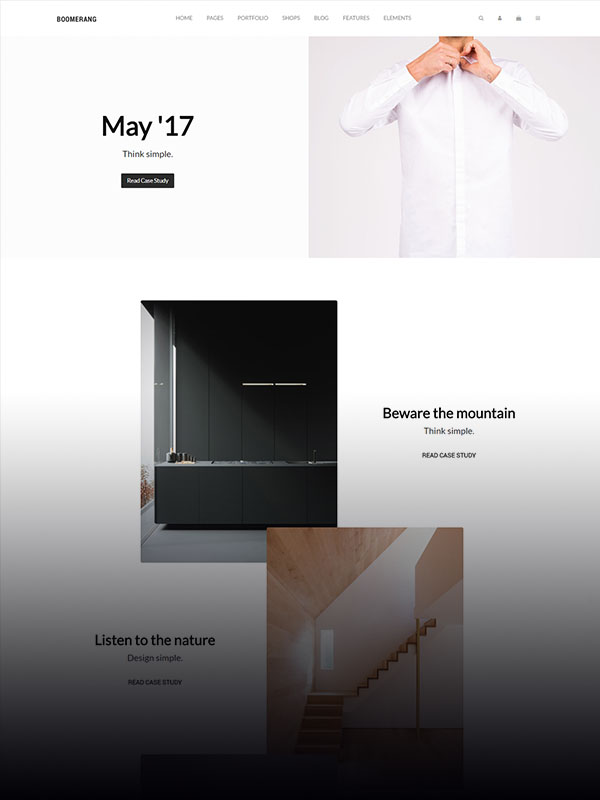 BOOMERANG
HOME PAGES PORTFOLIO SHOPS BLOG FEATURES ELEMENTS
May '17
Think simple.
Read Case Study
Beware the mountain
Think simple.
READ CASE STUDY
Listen to the nature
Design simple.
READ CASE STUDY